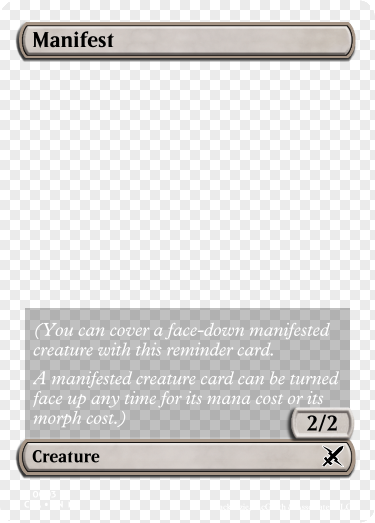 Manifest
(You can cover a face-down manifested
creature with this reminder card.
A manifested creature card can be turned
face up any time for its mana cost or its
morph cost.)
2/2
Creature